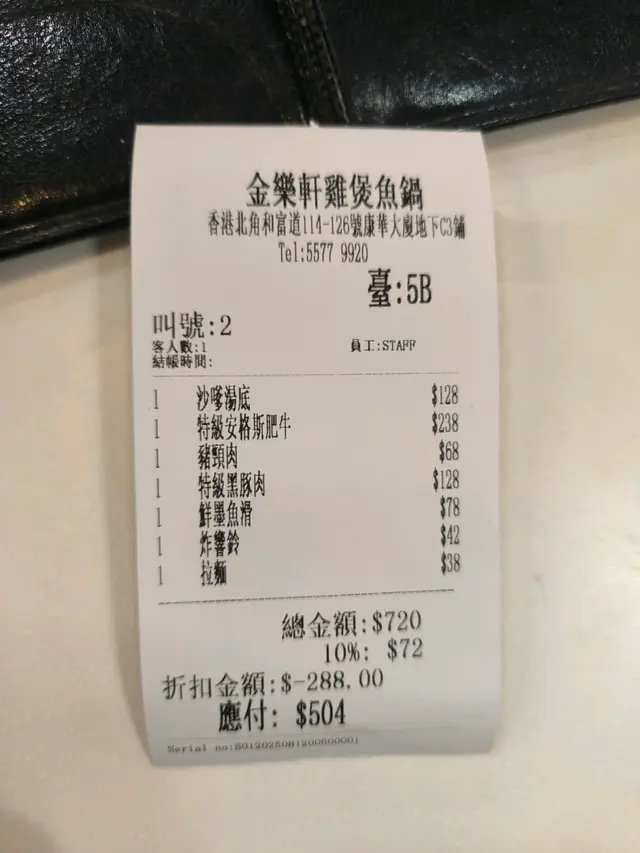 金樂軒雞煲魚鍋
香港北角和富道114-126號康華大廈地下C3鋪
Tel:5577 9920
臺:5B
叫號:2
客人數:1 員工:STAFF
結帳時間:
1 沙嗲湯底 $128
1 特級安格斯肥牛 $238
1 豬頸肉 $68
1 特級黑豚肉 $128
1 鮮墨魚滑 $78
1 炸響鈴 $42
1 拉麵 $38
總金額:$720
10%: $72
折扣金額:$-288.00
應付: $504
Serial no: